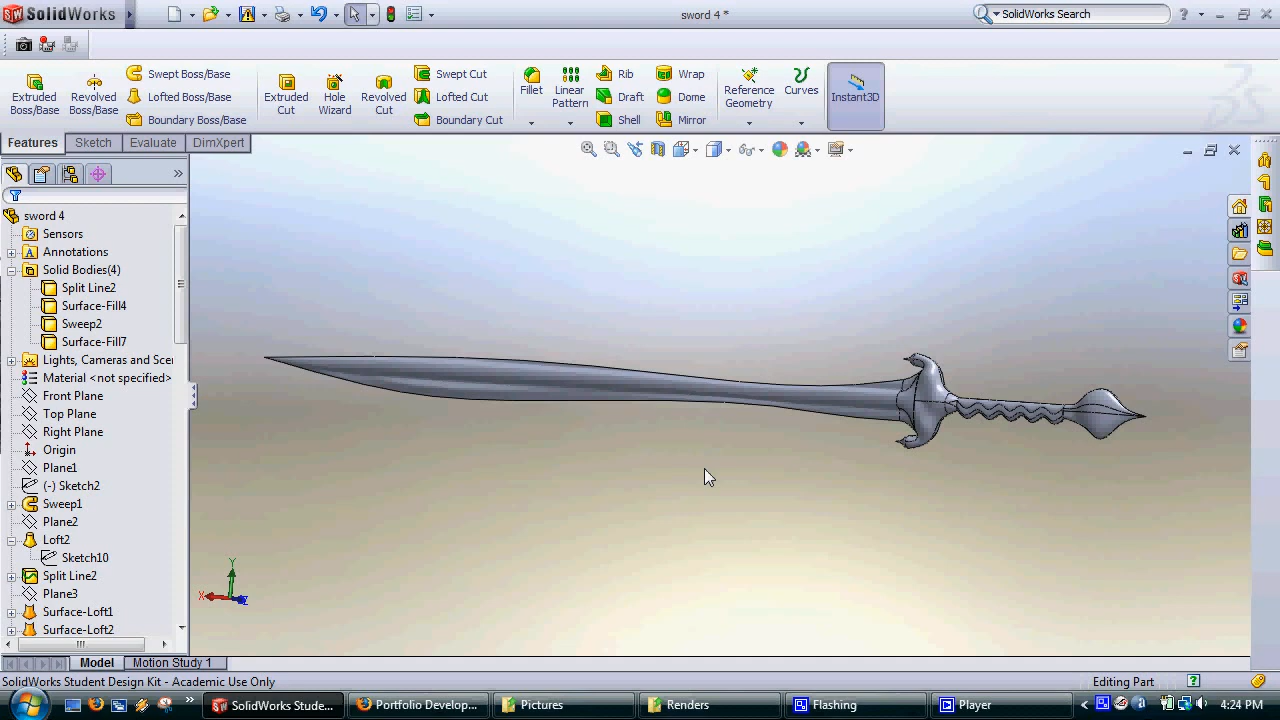 SolidWorks
sword 4 *
SolidWorks Search
?
Extruded Boss/Base
Revolved Boss/Base
Swept Boss/Base
Lofted Boss/Base
Boundary Boss/Base
Extruded Cut
Hole Wizard
Revolved Cut
Swept Cut
Lofted Cut
Boundary Cut
Fillet
Linear Pattern
Rib
Draft
Shell
Wrap
Dome
Mirror
Reference Geometry
Curves
Instant3D
Features
Sketch
Evaluate
DimXpert
sword 4
Sensors
Annotations
Solid Bodies(4)
Split Line2
Surface-Fill4
Sweep2
Surface-Fill7
Lights, Cameras and Scer
Material <not specified>
Front Plane
Top Plane
Right Plane
Origin
Plane1
(-) Sketch2
Sweep1
Plane2
Loft2
Sketch10
Split Line2
Plane3
Surface-Loft1
Surface-Loft2
Y
X
Z
Model
Motion Study 1
SolidWorks Student Design Kit - Academic Use Only
Editing Part
SolidWorks Stude...
Portfolio Develop...
Pictures
Renders
Flashing
Player
4:24 PM